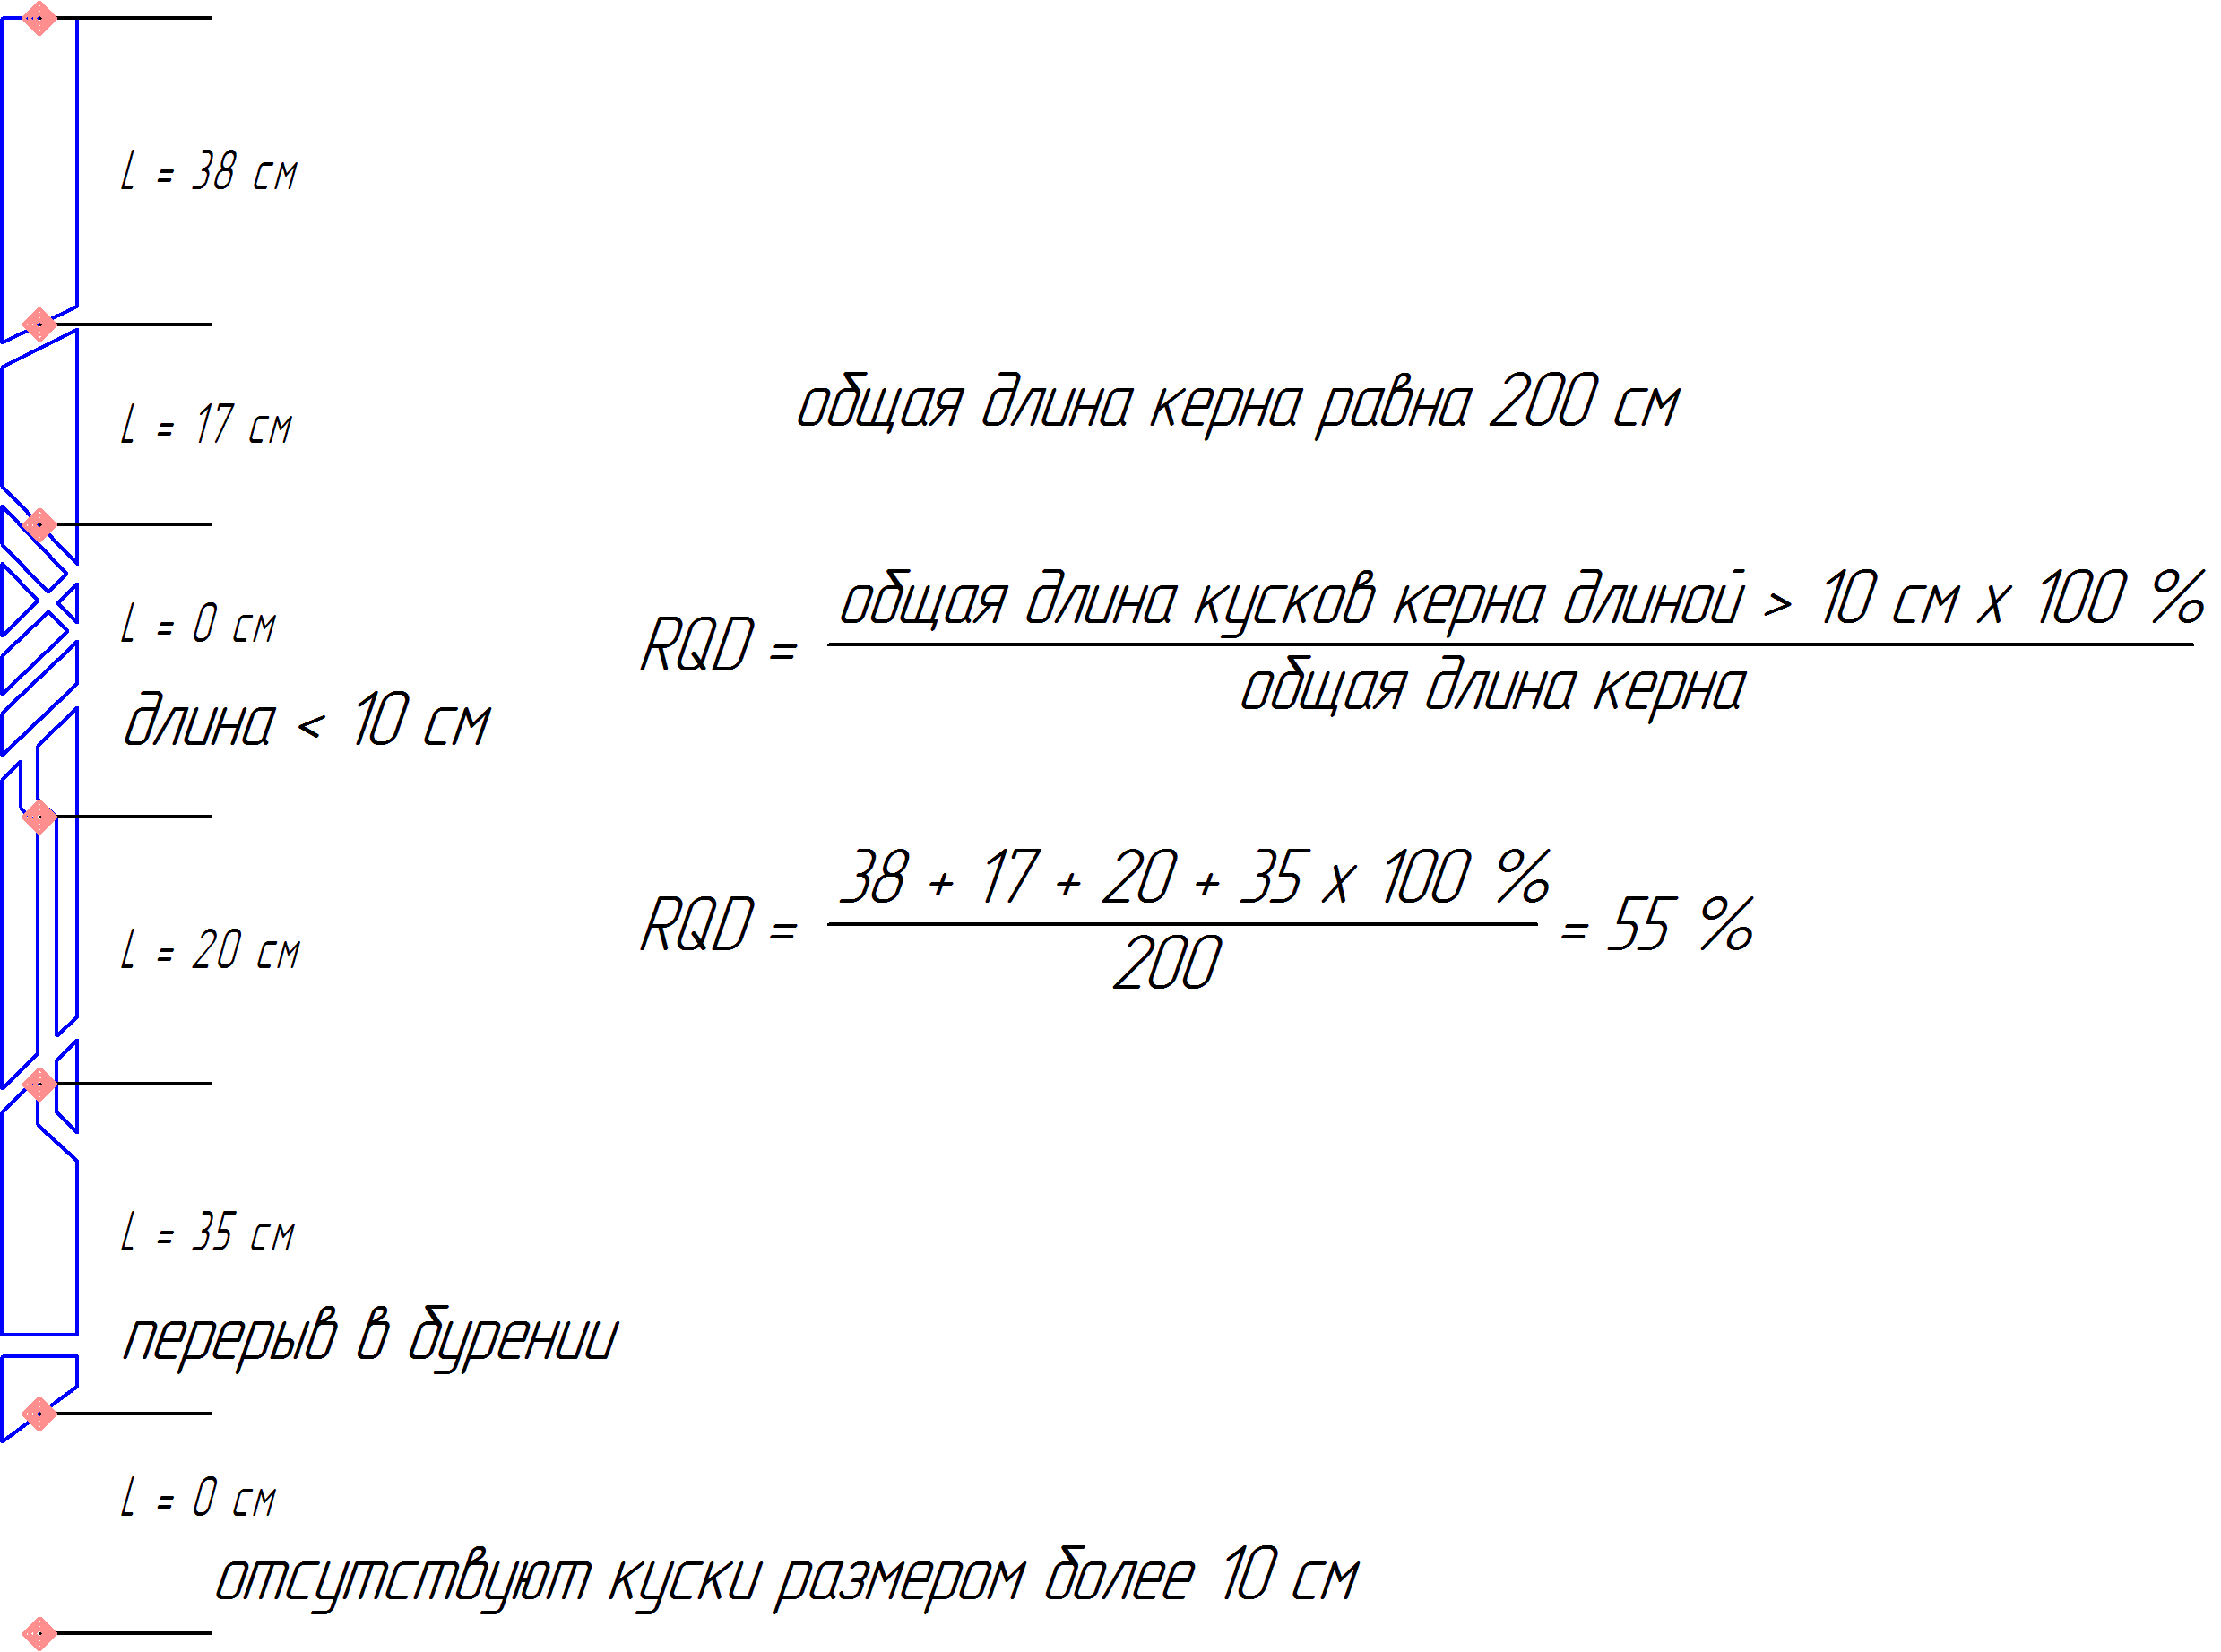 L = 38 см
L = 17 см
общая длина керна равна 200 см
L = 0 см
длина < 10 см
RQD = общая длина кусков керна длиной > 10 см х 100 %
общая длина керна
RQD = 38 + 17 + 20 + 35 х 100 %
200
= 55 %
L = 20 см
L = 35 см
перерыв в бурении
L = 0 см
отсутствуют куски размером более 10 см